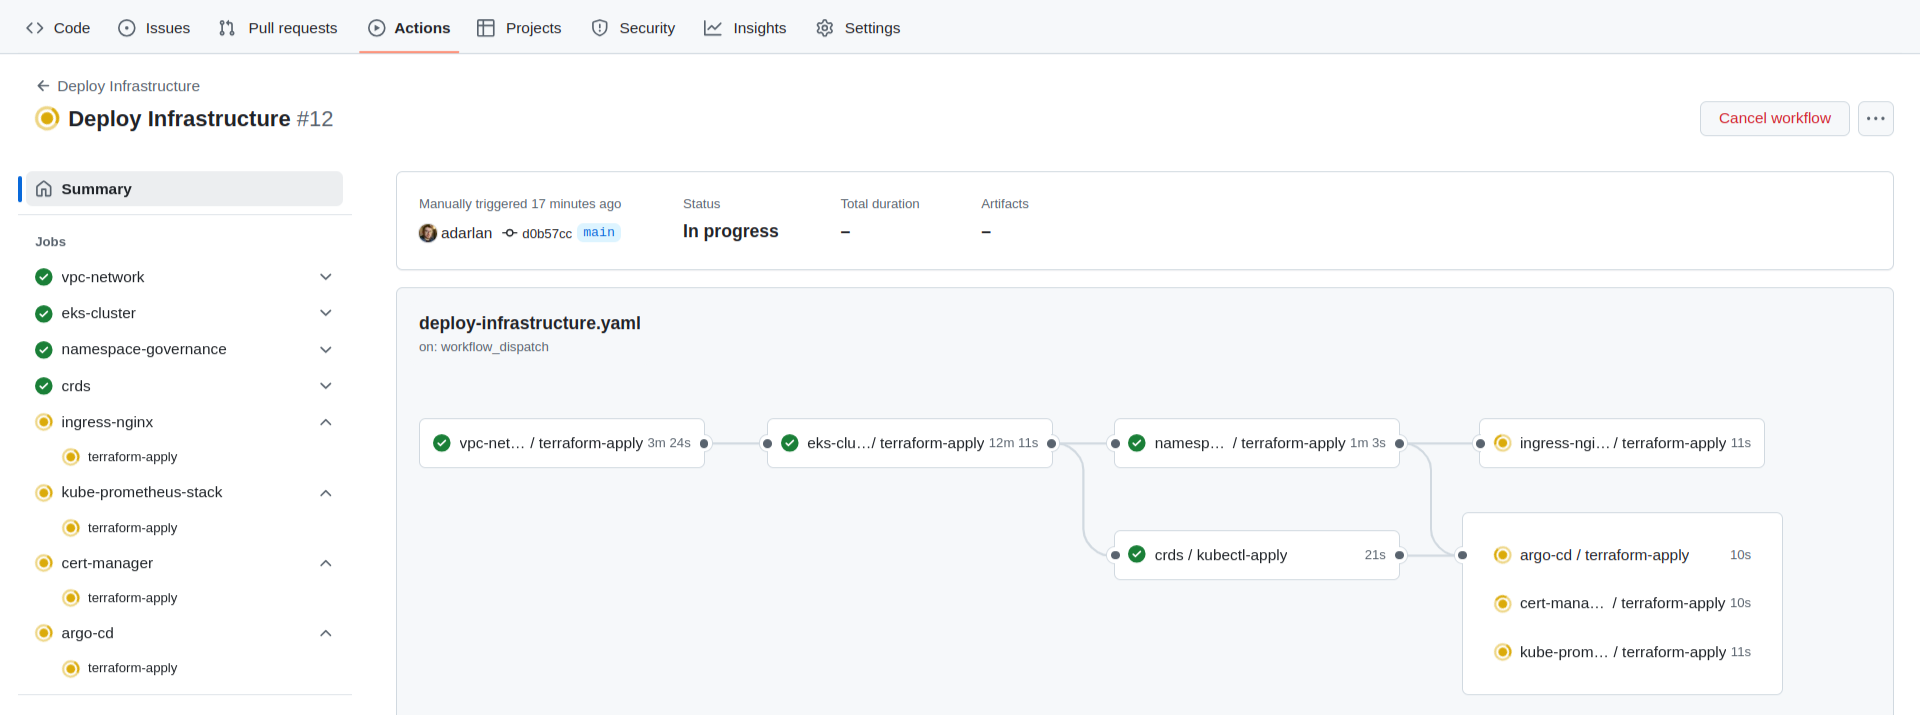 Code Issues Pull requests Actions Projects Security Insights Settings
Deploy Infrastructure
Deploy Infrastructure #12
Cancel workflow
Summary
Jobs
vpc-network
eks-cluster
namespace-governance
crds
ingress-nginx
terraform-apply
kube-prometheus-stack
terraform-apply
cert-manager
terraform-apply
argo-cd
terraform-apply
Manually triggered 17 minutes ago
adarlan d0b57cc main
Status
In progress
Total duration
–
Artifacts
–
deploy-infrastructure.yaml
on: workflow_dispatch
vpc-net… / terraform-apply 3m 24s
eks-clu…/ terraform-apply 12m 11s
namesp… / terraform-apply 1m 3s
ingress-ngi… / terraform-apply 11s
crds / kubectl-apply 21s
argo-cd / terraform-apply 10s
cert-mana… / terraform-apply 10s
kube-prom… / terraform-apply 11s